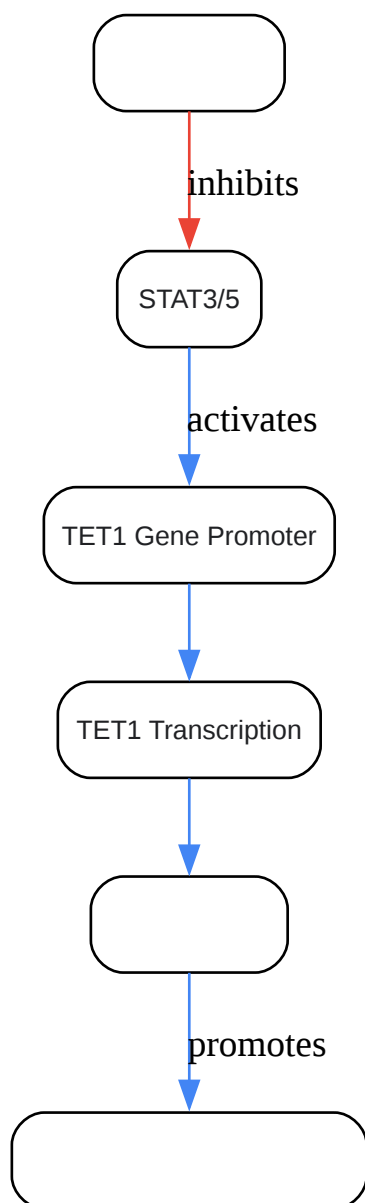 inhibits
STAT3/5
activates
TET1 Gene Promoter
TET1 Transcription
promotes